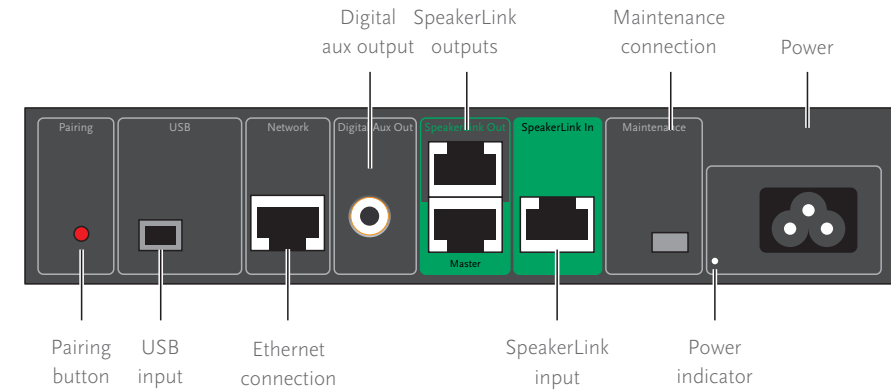 Digital
aux output
SpeakerLink
outputs
Maintenance
connection
Power
Pairing
USB
Network
Digital Aux Out
SpeakerLink Out
SpeakerLink In
Maintenance
Master
Pairing
button
USB
input
Ethernet
connection
SpeakerLink
input
Power
indicator